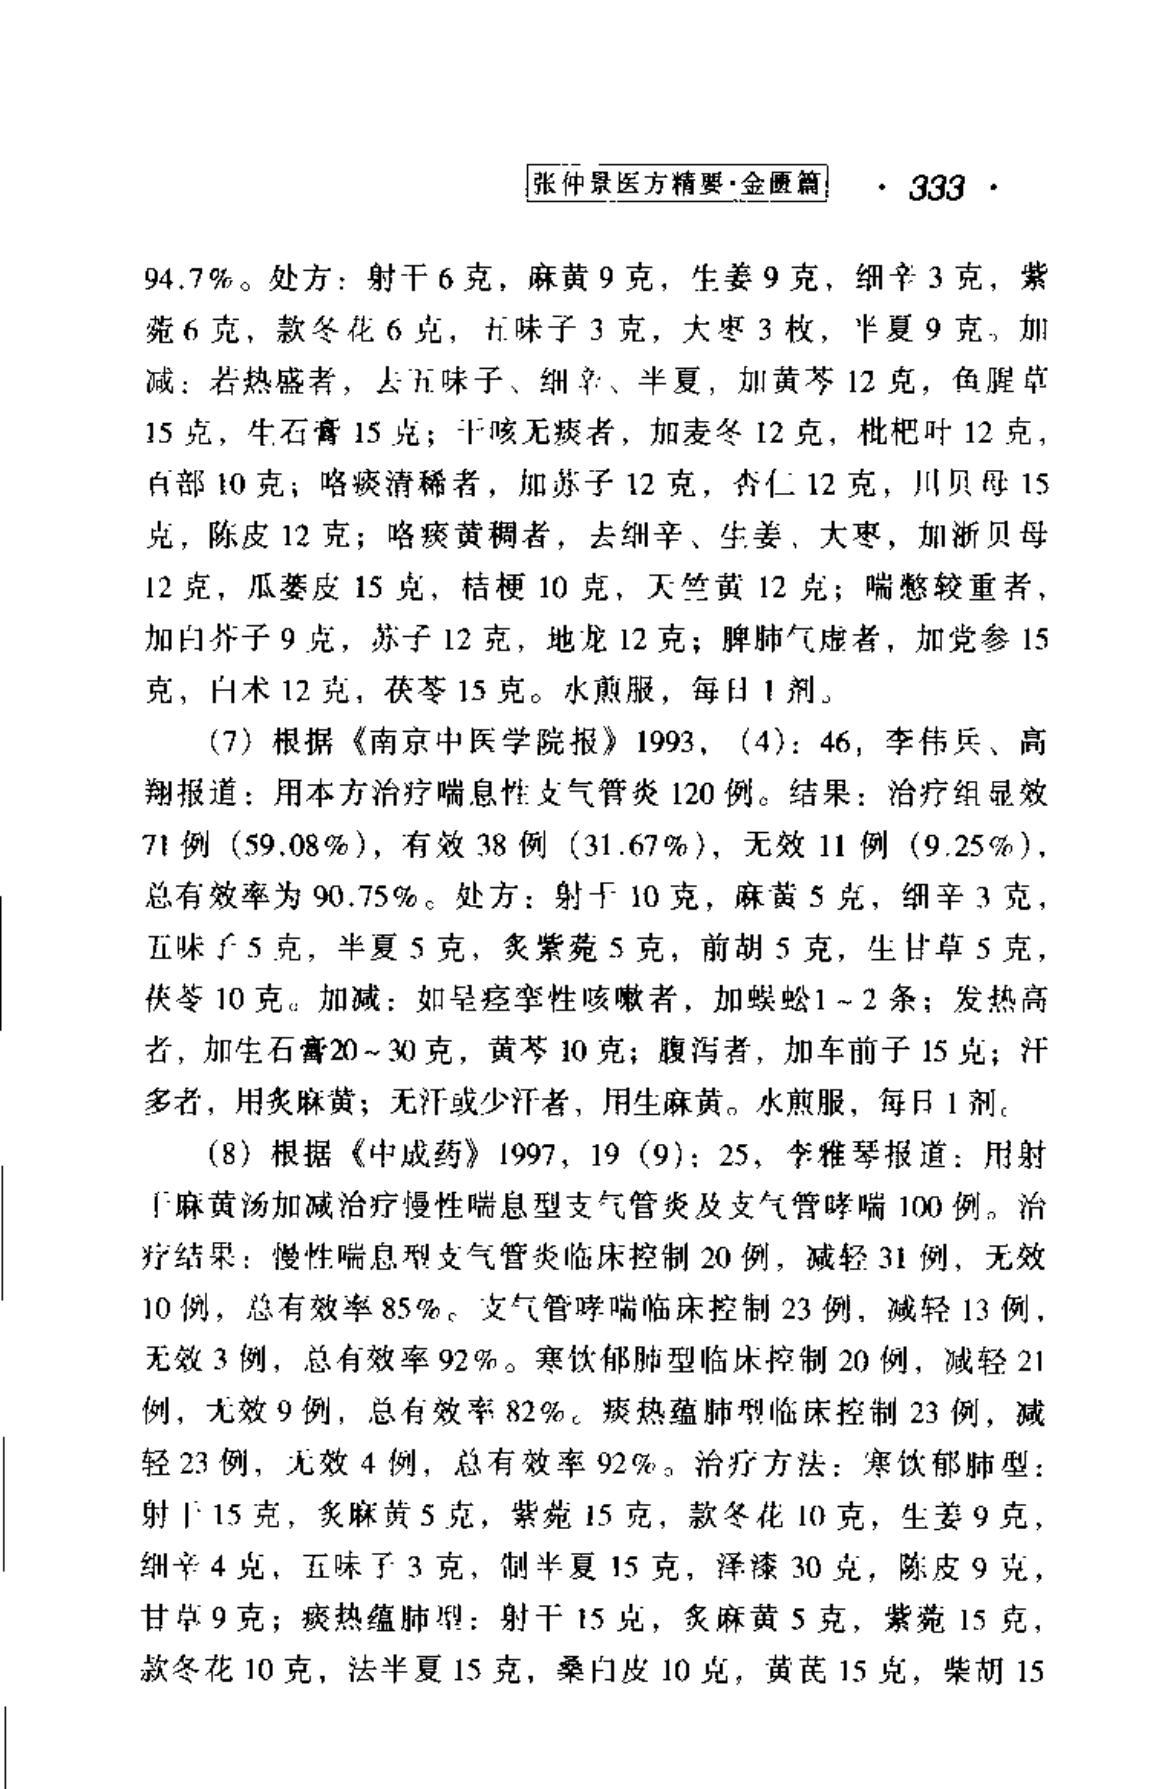 张仲景医方精要·金匮篇 · 333 ·
94.7%。处方：射干6克，麻黄9克，生姜9克，细辛3克，紫
菀6克，款冬花6克，五味子3克，大枣3枚，半夏9克。加
减：若热盛者，去五味子、细辛、半夏，加黄芩12克，鱼腥草
15克，生石膏15克；干咳无痰者，加麦冬12克，枇杷叶12克，
百部10克；咯痰清稀者，加苏子12克，杏仁12克，川贝母15
克，陈皮12克；咯痰黄稠者，去细辛、生姜、大枣，加浙贝母
12克，瓜蒌皮15克，桔梗10克，天竺黄12克；喘憋较重者，
加白芥子9克，苏子12克，地龙12克；脾肺气虚者，加党参15
克，白术12克，茯苓15克。水煎服，每日1剂。
（7）根据《南京中医学院报》1993，（4）：46，李伟兵、高
翔报道：用本方治疗喘息性支气管炎120例。结果：治疗组显效
71例（59.08%），有效38例（31.67%），无效11例（9.25%），
总有效率为90.75%。处方：射干10克，麻黄5克，细辛3克，
五味子5克，半夏5克，炙紫菀5克，前胡5克，生甘草5克，
茯苓10克。加减：如呈痉挛性咳嗽者，加蜈蚣1~2条；发热高
者，加生石膏20~30克，黄芩10克；腹泻者，加车前子15克；汗
多者，用炙麻黄；无汗或少汗者，用生麻黄。水煎服，每日1剂。
（8）根据《中成药》1997，19（9）：25，李雅琴报道：用射
干麻黄汤加减治疗慢性喘息型支气管炎及支气管哮喘100例。治
疗结果：慢性喘息型支气管炎临床控制20例，减轻31例，无效
10例，总有效率85%。支气管哮喘临床控制23例，减轻13例，
无效3例，总有效率92%。寒饮郁肺型临床控制20例，减轻21
例，无效9例，总有效率82%。痰热蕴肺型临床控制23例，减
轻23例，无效4例，总有效率92%。治疗方法：寒饮郁肺型：
射干15克，炙麻黄5克，紫菀15克，款冬花10克，生姜9克，
细辛4克，五味子3克，制半夏15克，泽漆30克，陈皮9克，
甘草9克；痰热蕴肺型：射干15克，炙麻黄5克，紫菀15克，
款冬花10克，法半夏15克，桑白皮10克，黄芪15克，柴胡15